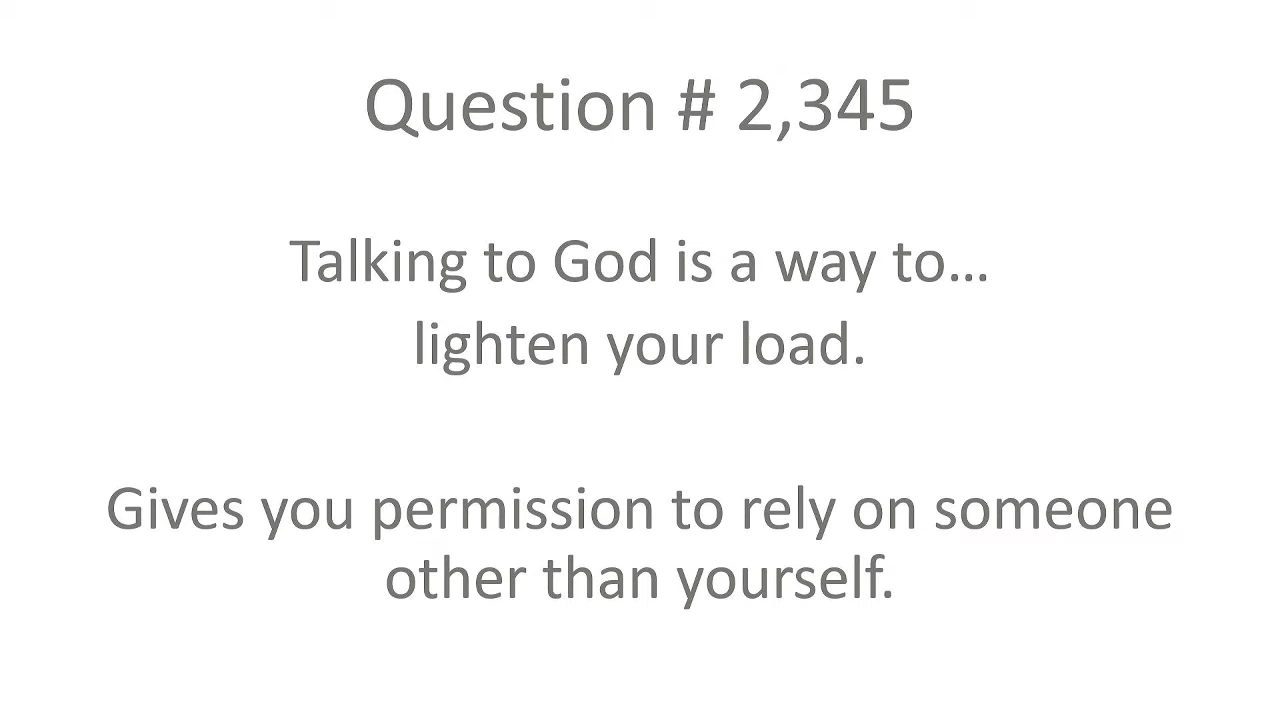 Question # 2,345
Talking to God is a way to…
lighten your load.
Gives you permission to rely on someone
other than yourself.